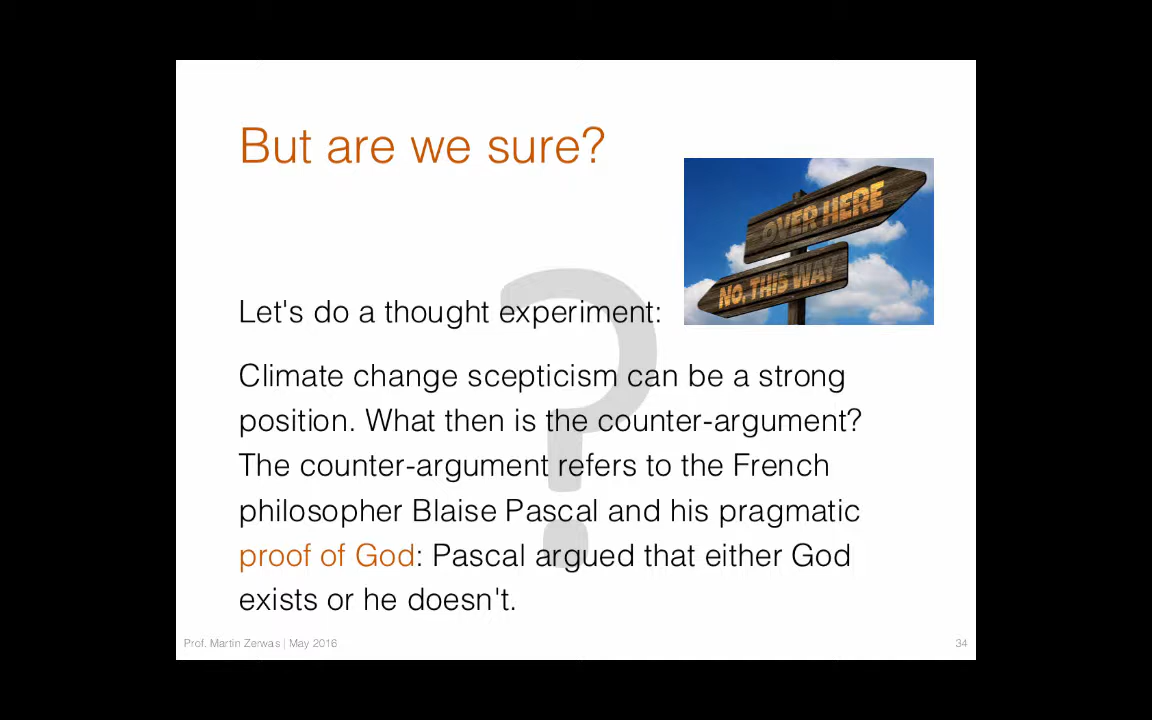 But are we sure?
OVER HERE
NO, THIS WAY
Let's do a thought experiment:
Climate change scepticism can be a strong
position. What then is the counter-argument?
The counter-argument refers to the French
philosopher Blaise Pascal and his pragmatic
proof of God: Pascal argued that either God
exists or he doesn't.
?
Prof. Martin Zerwas | May 2016
34